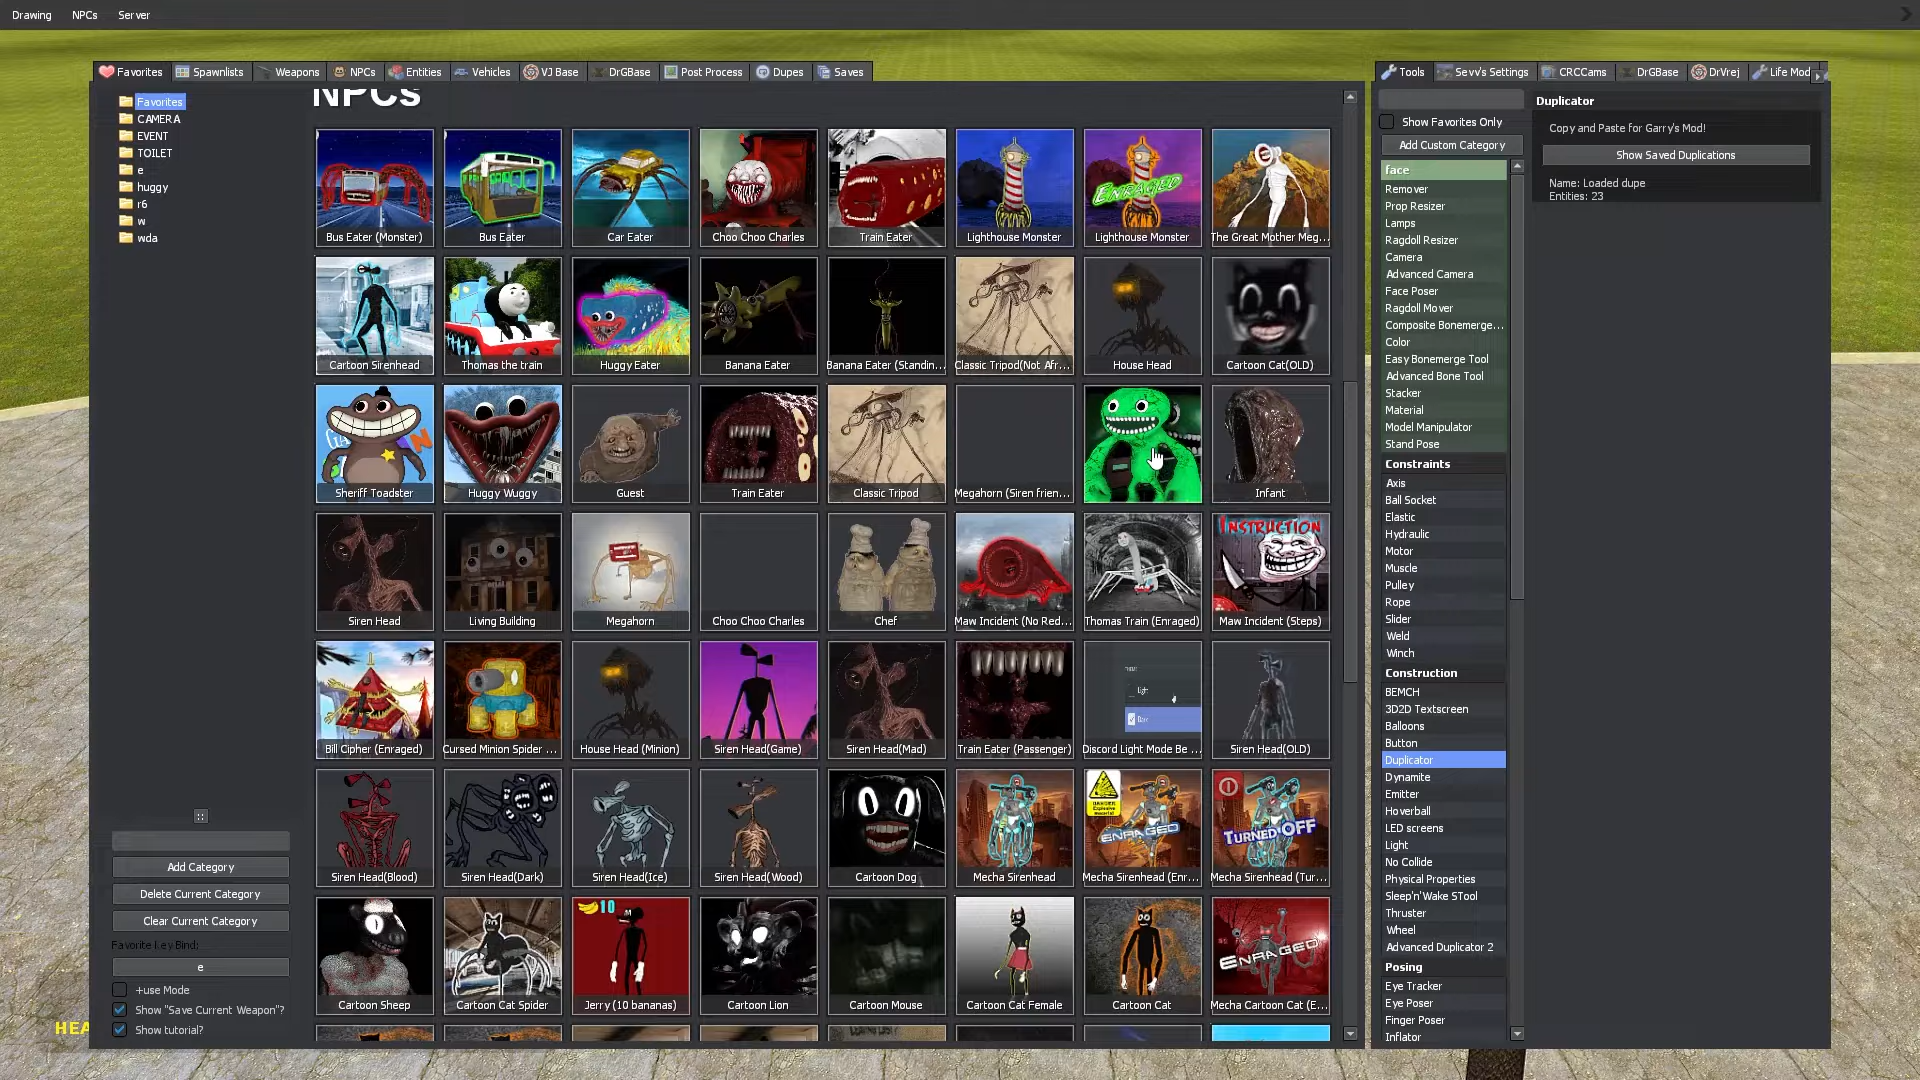 Drawing NPCs Server
Favorites Spawnlists Weapons NPCs Entities Vehicles VJ Base DrGBase Post Process Dupes Saves
Tools Sevv's Settings CRCCams DrGBase DrVrej Life Mod
Favorites
CAMERA
EVENT
TOILET
e
huggy
r6
w
wda
Add Category
Delete Current Category
Clear Current Category
Favorite Key Bind:
e
+use Mode
Show "Save Current Weapon"?
Show tutorial?
HEA
NPCs
Bus Eater (Monster) Bus Eater Car Eater Choo Choo Charles Train Eater Lighthouse Monster ENRAGED Lighthouse Monster The Great Mother Meg...
Cartoon Sirenhead Thomas the train Huggy Eater Banana Eater Banana Eater (Standin... Classic Tripod(Not Afr... House Head Cartoon Cat(OLD)
Sheriff Toadster Huggy Wuggy Guest Train Eater Classic Tripod Megahorn (Siren frien... Infant
INSTRUCTION
Siren Head Living Building Megahorn Choo Choo Charles Chef Maw Incident (No Red... Thomas Train (Enraged) Maw Incident (Steps)
Light
Bill Cipher (Enraged) Cursed Minion Spider ... House Head (Minion) Siren Head(Game) Siren Head(Mad) Train Eater (Passenger) Discord Light Mode Be ... Siren Head(OLD)
ENRAGED TURNED OFF
Siren Head(Blood) Siren Head(Dark) Siren Head(Ice) Siren Head(Wood) Cartoon Dog Mecha Sirenhead Mecha Sirenhead (Enr... Mecha Sirenhead (Tur...
10
ENRAGED
Cartoon Sheep Cartoon Cat Spider Jerry (10 bananas) Cartoon Lion Cartoon Mouse Cartoon Cat Female Cartoon Cat Mecha Cartoon Cat (E...
Show Favorites Only
Add Custom Category
face
Remover
Prop Resizer
Lamps
Ragdoll Resizer
Camera
Advanced Camera
Face Poser
Ragdoll Mover
Composite Bonemerge...
Color
Easy Bonemerge Tool
Advanced Bone Tool
Stacker
Material
Model Manipulator
Stand Pose
Constraints
Axis
Ball Socket
Elastic
Hydraulic
Motor
Muscle
Pulley
Rope
Slider
Weld
Winch
Construction
BEMCH
3D2D Textscreen
Balloons
Button
Duplicator
Dynamite
Emitter
Hoverball
LED screens
Light
No Collide
Physical Properties
Sleep'n'Wake STool
Thruster
Wheel
Advanced Duplicator 2
Posing
Eye Tracker
Eye Poser
Finger Poser
Inflator
Duplicator
Copy and Paste for Garry's Mod!
Show Saved Duplications
Name: Loaded dupe
Entities: 23